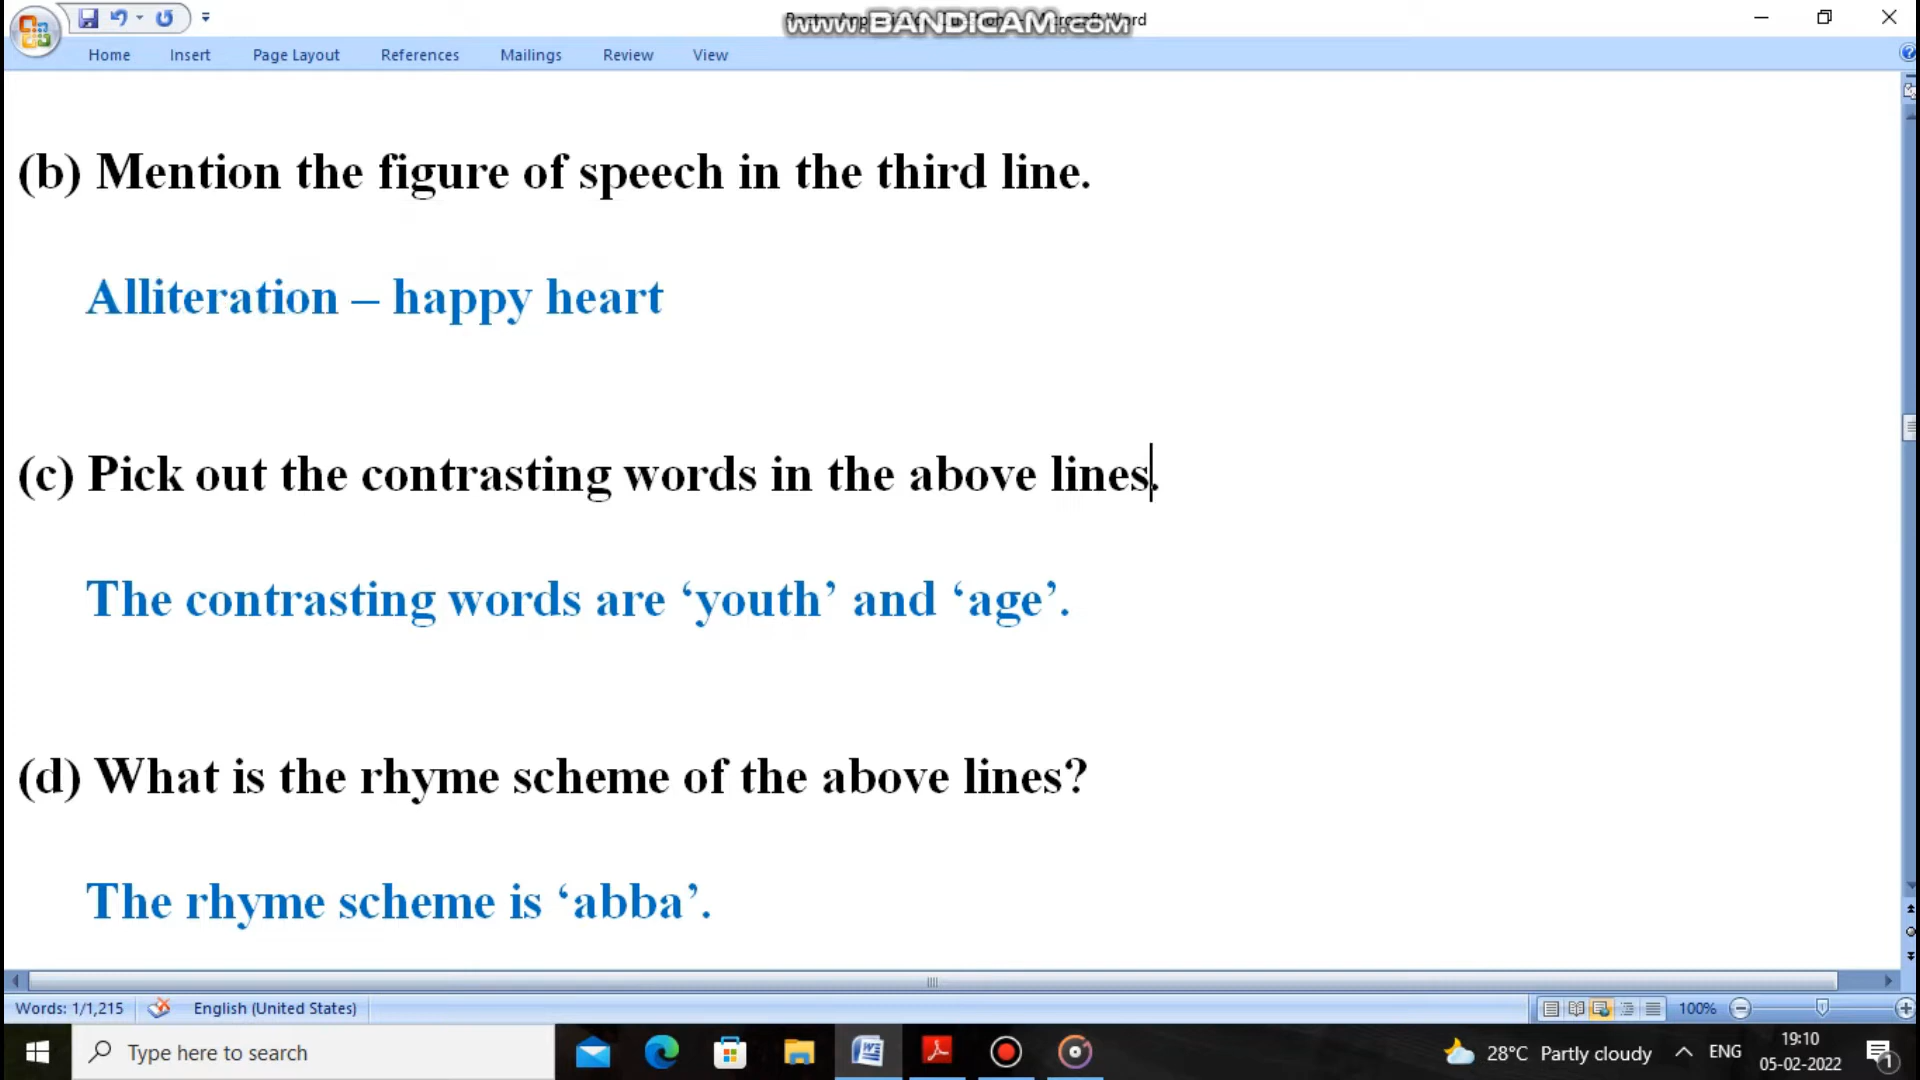 www.BANDICAM.com
Word
Home Insert Page Layout References Mailings Review View
(b) Mention the figure of speech in the third line.
Alliteration – happy heart
(c) Pick out the contrasting words in the above lines.
The contrasting words are ‘youth’ and ‘age’.
(d) What is the rhyme scheme of the above lines?
The rhyme scheme is ‘abba’.
Words: 1/1,215 English (United States) 100%
Type here to search 28°C Partly cloudy ENG 19:10
05-02-2022 1